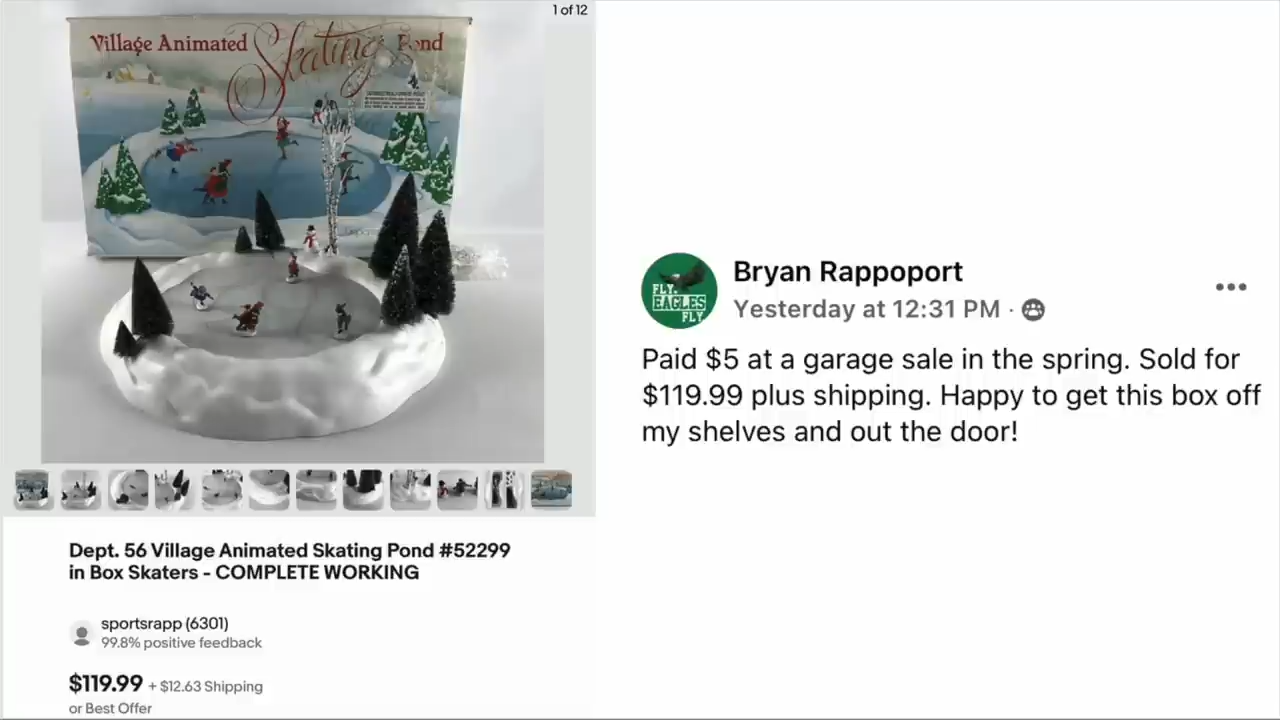 1 of 12
Village Animated Skating Pond
Dept. 56 Village Animated Skating Pond #52299
in Box Skaters - COMPLETE WORKING
sportsrapp (6301)
99.8% positive feedback
$119.99 + $12.63 Shipping
or Best Offer
FLY.
EAGLES
FLY
Bryan Rappoport
Yesterday at 12:31 PM ·
Paid $5 at a garage sale in the spring. Sold for
$119.99 plus shipping. Happy to get this box off
my shelves and out the door!